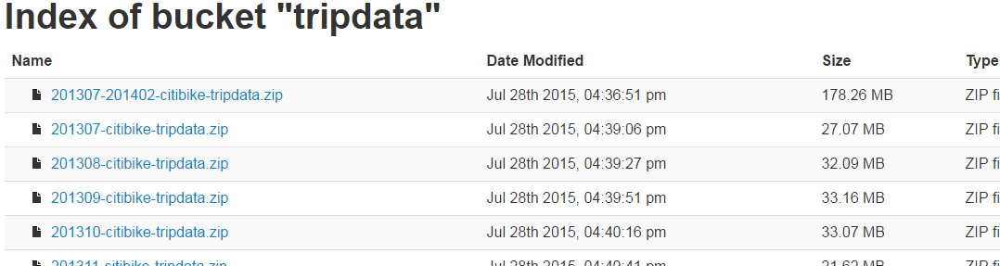 Index of bucket "tripdata"
Name Date Modified Size Type
201307-201402-citibike-tripdata.zip Jul 28th 2015, 04:36:51 pm 178.26 MB ZIP fi
201307-citibike-tripdata.zip Jul 28th 2015, 04:39:06 pm 27.07 MB ZIP fi
201308-citibike-tripdata.zip Jul 28th 2015, 04:39:27 pm 32.09 MB ZIP fi
201309-citibike-tripdata.zip Jul 28th 2015, 04:39:51 pm 33.16 MB ZIP fi
201310-citibike-tripdata.zip Jul 28th 2015, 04:40:16 pm 33.07 MB ZIP fi
201311-citibike-tripdata.zip Jul 28th 2015, 04:40:41 pm 21.62 MB ZIP fi